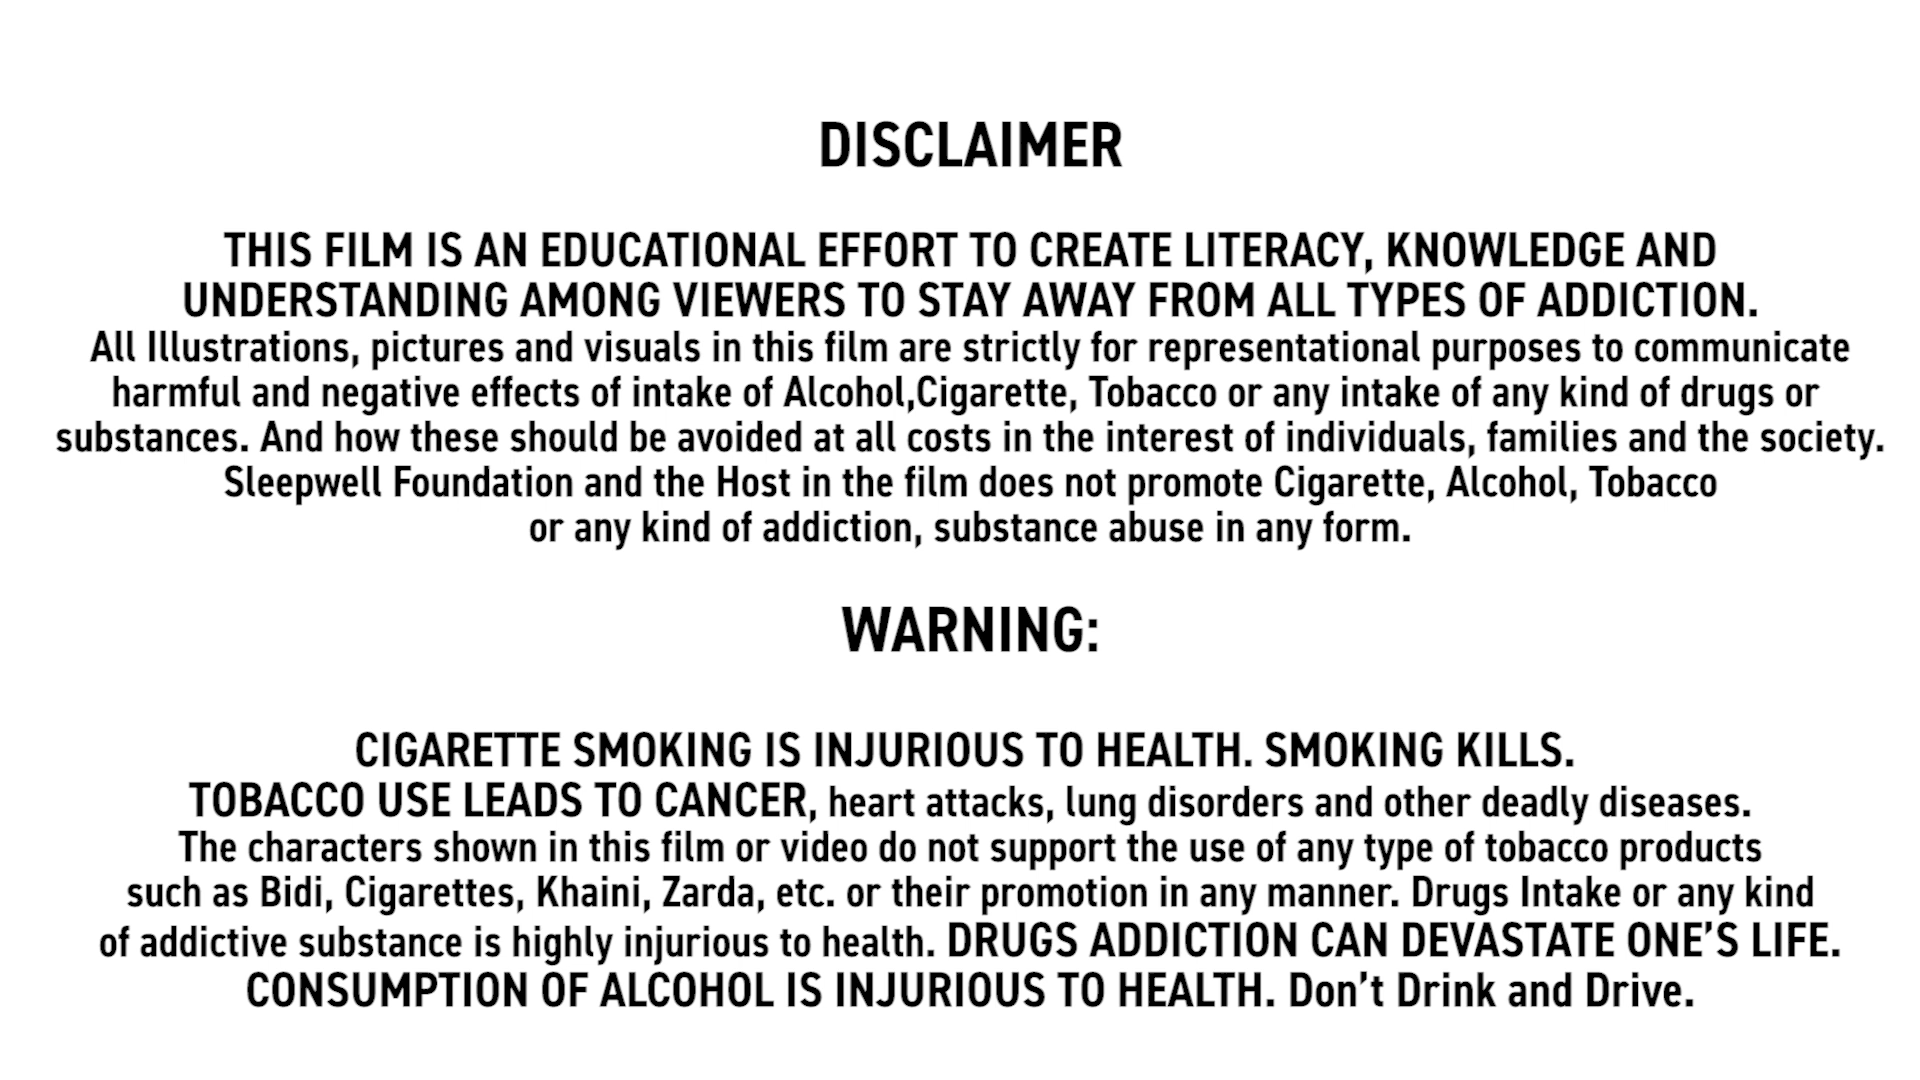 DISCLAIMER
THIS FILM IS AN EDUCATIONAL EFFORT TO CREATE LITERACY, KNOWLEDGE AND
UNDERSTANDING AMONG VIEWERS TO STAY AWAY FROM ALL TYPES OF ADDICTION.
All Illustrations, pictures and visuals in this film are strictly for representational purposes to communicate
harmful and negative effects of intake of Alcohol,Cigarette, Tobacco or any intake of any kind of drugs or
substances. And how these should be avoided at all costs in the interest of individuals, families and the society.
Sleepwell Foundation and the Host in the film does not promote Cigarette, Alcohol, Tobacco
or any kind of addiction, substance abuse in any form.
WARNING:
CIGARETTE SMOKING IS INJURIOUS TO HEALTH. SMOKING KILLS.
TOBACCO USE LEADS TO CANCER, heart attacks, lung disorders and other deadly diseases.
The characters shown in this film or video do not support the use of any type of tobacco products
such as Bidi, Cigarettes, Khaini, Zarda, etc. or their promotion in any manner. Drugs Intake or any kind
of addictive substance is highly injurious to health. DRUGS ADDICTION CAN DEVASTATE ONE’S LIFE.
CONSUMPTION OF ALCOHOL IS INJURIOUS TO HEALTH. Don’t Drink and Drive.